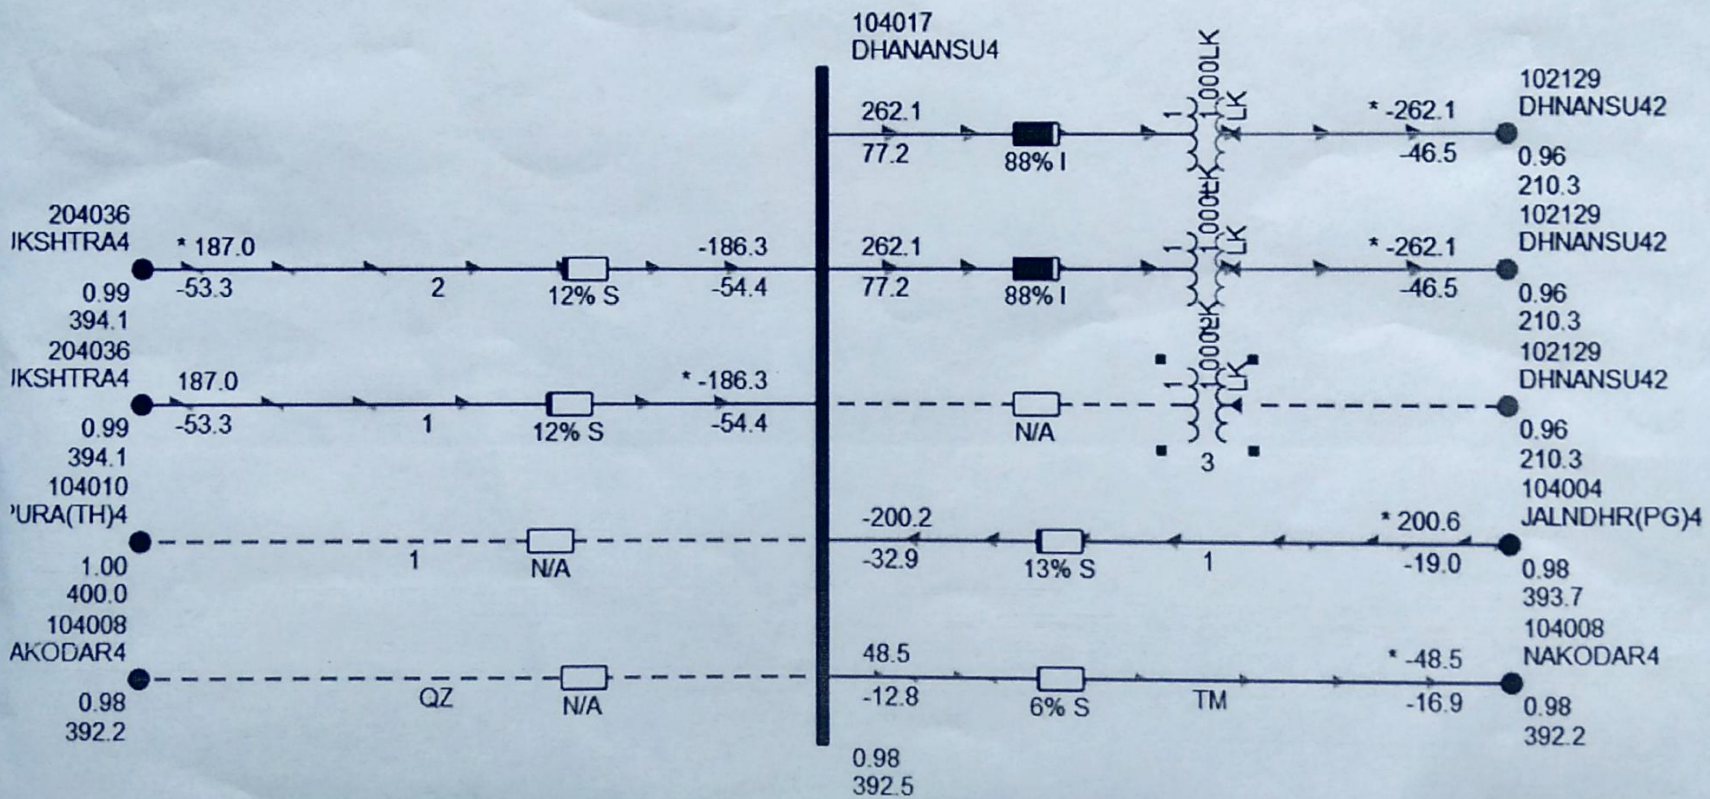 104017
DHANANSU4
262.1
77.2
88% I
1
1.000LK
LK
* -262.1
-46.5
102129
DHNANSU42
0.96
210.3
204036
IKSHTRA4
0.99
394.1
* 187.0
-53.3
2
12% S
-186.3
-54.4
262.1
77.2
88% I
1
LK
* -262.1
-46.5
102129
DHNANSU42
0.96
210.3
204036
IKSHTRA4
0.99
394.1
187.0
-53.3
1
12% S
* -186.3
-54.4
N/A
1
LK
3
102129
DHNANSU42
0.96
210.3
104010
'URA(TH)4
1.00
400.0
1
N/A
-200.2
-32.9
13% S
1
* 200.6
-19.0
104004
JALNDHR(PG)4
0.98
393.7
104008
AKODAR4
0.98
392.2
QZ
N/A
48.5
-12.8
6% S
TM
* -48.5
-16.9
104008
NAKODAR4
0.98
392.2
0.98
392.5